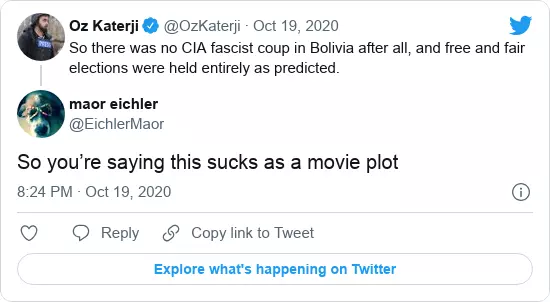 Oz Katerji @OzKaterji · Oct 19, 2020
So there was no CIA fascist coup in Bolivia after all, and free and fair
elections were held entirely as predicted.
maor eichler
@EichlerMaor
So you’re saying this sucks as a movie plot
8:24 PM · Oct 19, 2020
Reply
Copy link to Tweet
Explore what's happening on Twitter